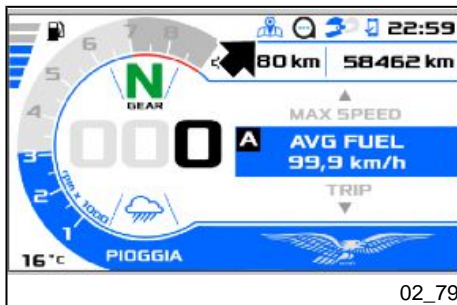 22:59
80 km 58462 km
8
7
6
5
4
3
2
1
rpm x 1000
N
GEAR
000
MAX SPEED
A AVG FUEL
99,9 km/h
TRIP
16°C
PIOGGIA
02_79